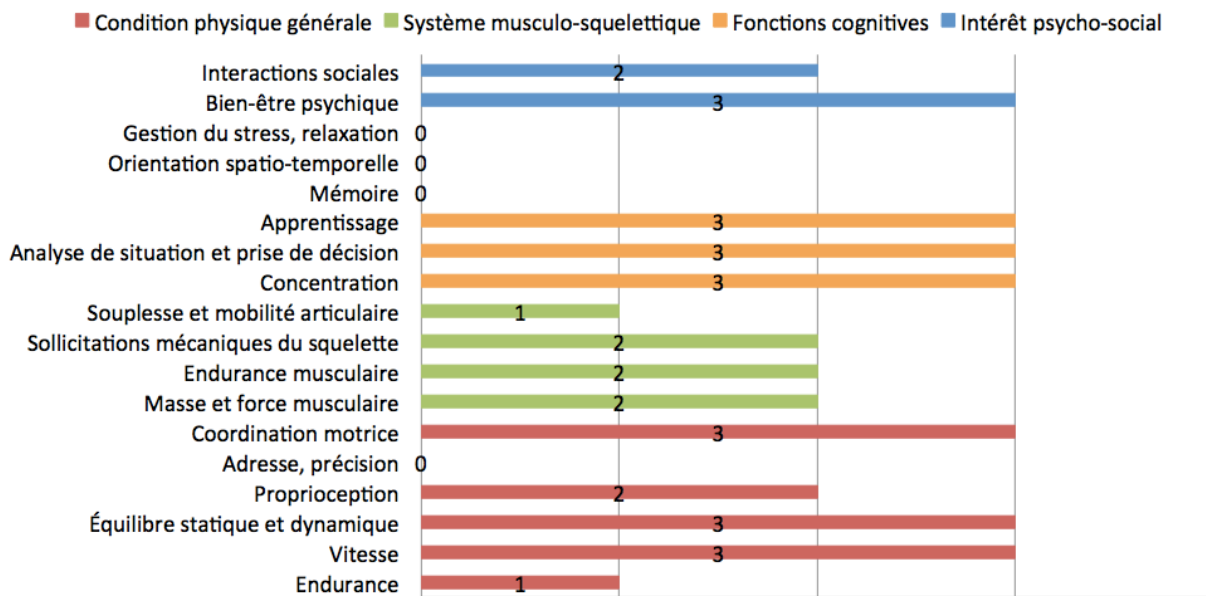 Condition physique générale Système musculo-squelettique Fonctions cognitives Intérêt psycho-social
Interactions sociales 2
Bien-être psychique 3
Gestion du stress, relaxation 0
Orientation spatio-temporelle 0
Mémoire 0
Apprentissage 3
Analyse de situation et prise de décision 3
Concentration 3
Souplesse et mobilité articulaire 1
Sollicitations mécaniques du squelette 2
Endurance musculaire 2
Masse et force musculaire 2
Coordination motrice 3
Adresse, précision 0
Proprioception 2
Équilibre statique et dynamique 3
Vitesse 3
Endurance 1